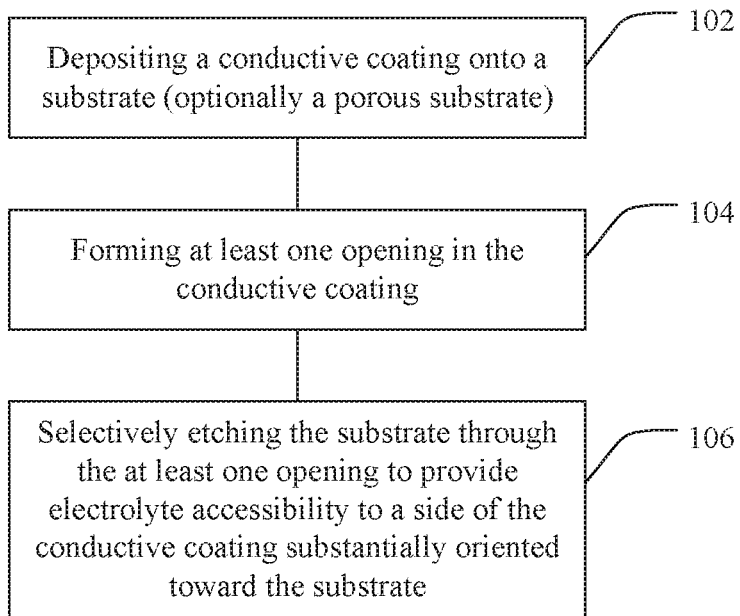 102
Depositing a conductive coating onto a
substrate (optionally a porous substrate)
104
Forming at least one opening in the
conductive coating
106
Selectively etching the substrate through
the at least one opening to provide
electrolyte accessibility to a side of the
conductive coating substantially oriented
toward the substrate